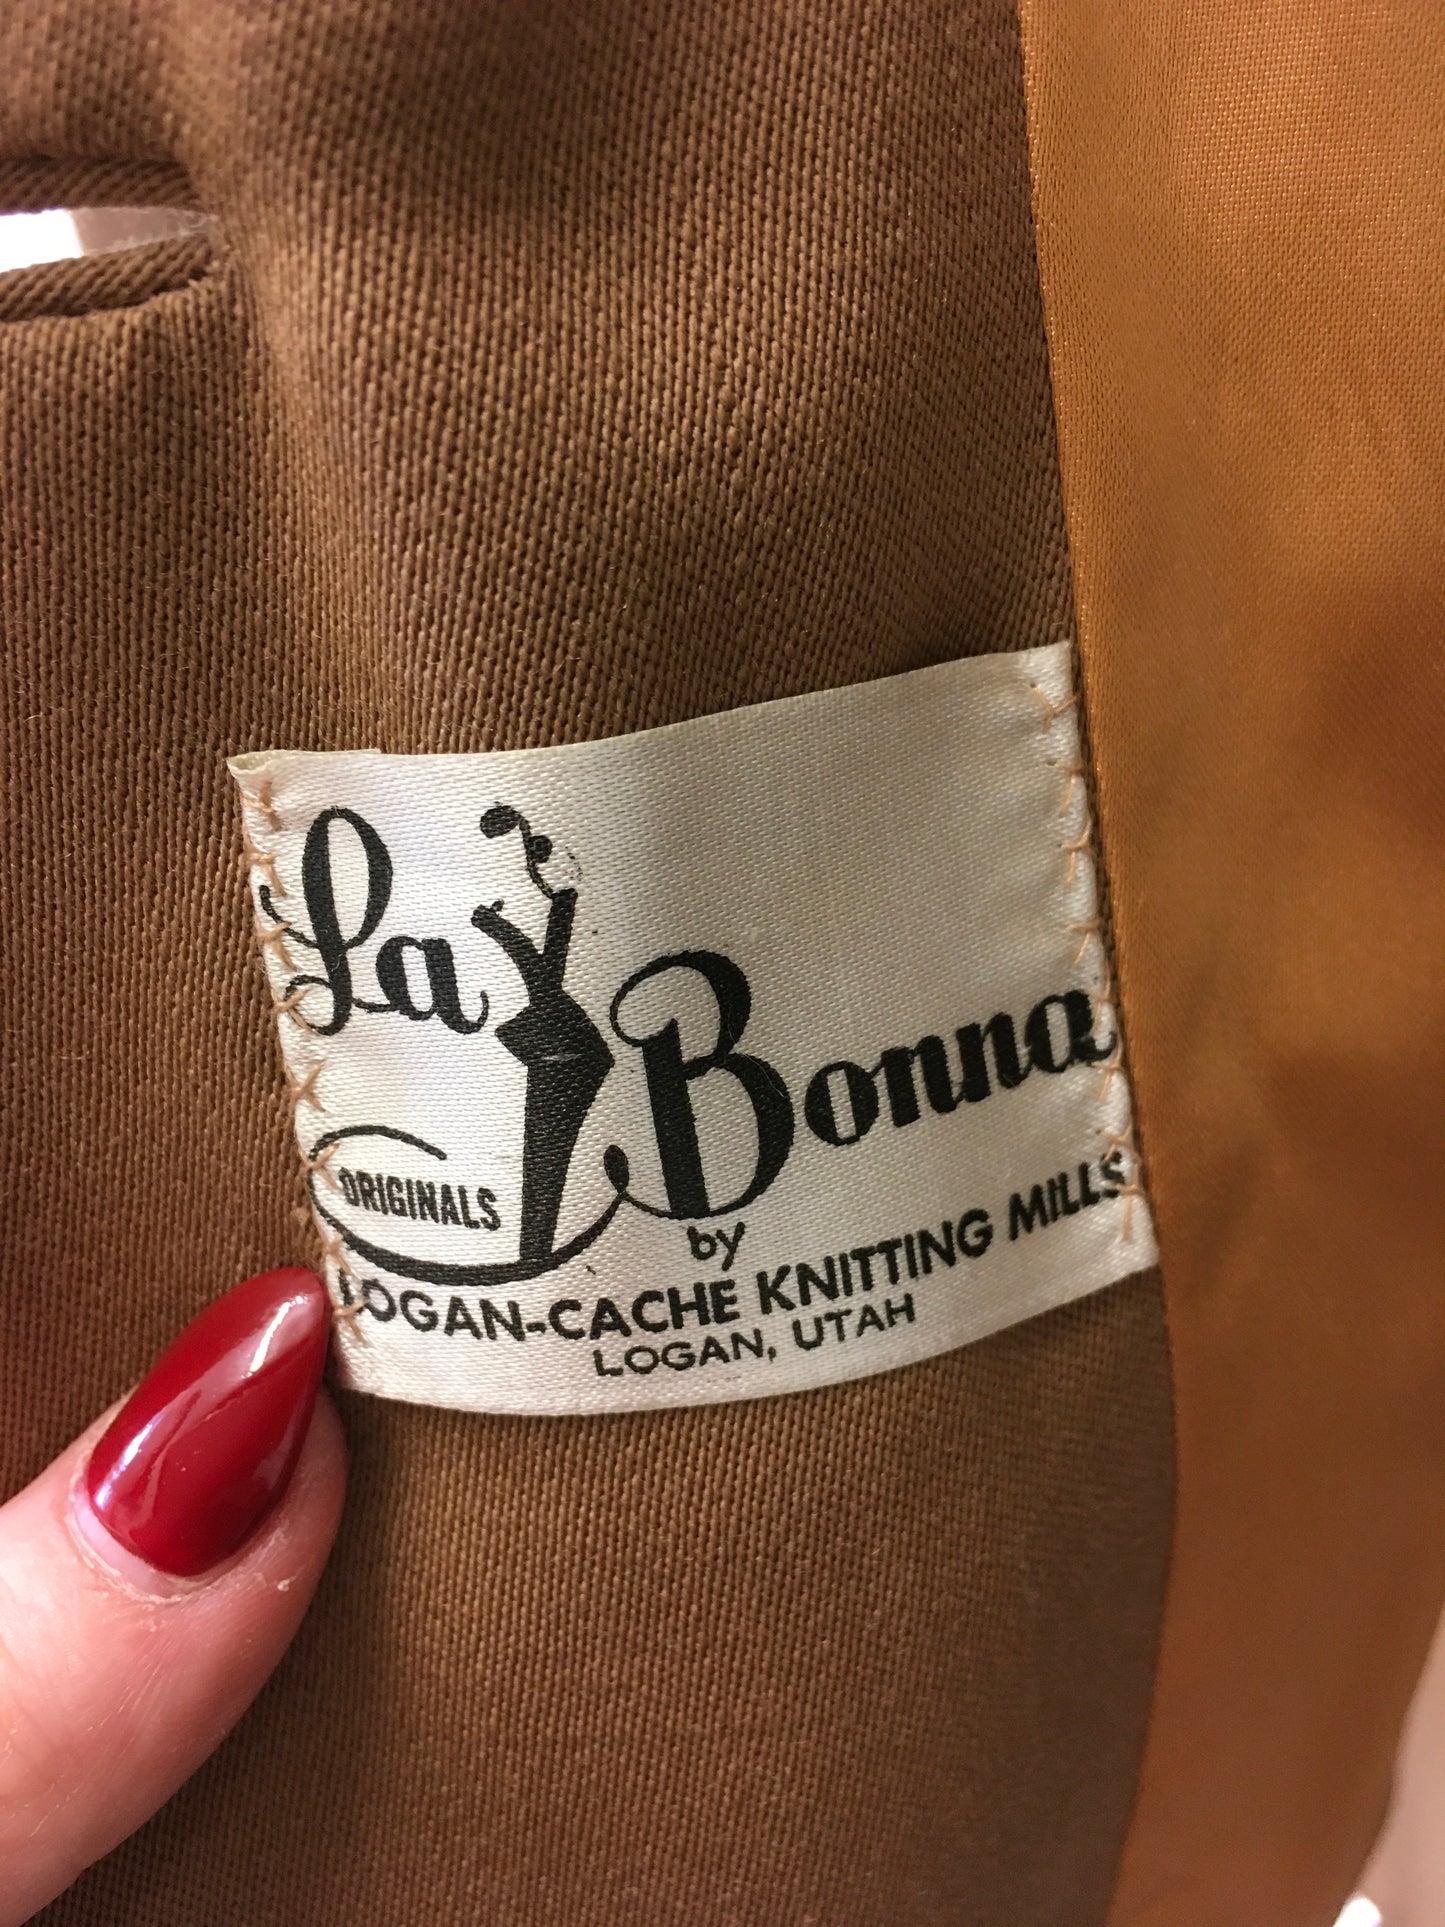 La Bonna
ORIGINALS
by
LOGAN-CACHE KNITTING MILLS
LOGAN, UTAH